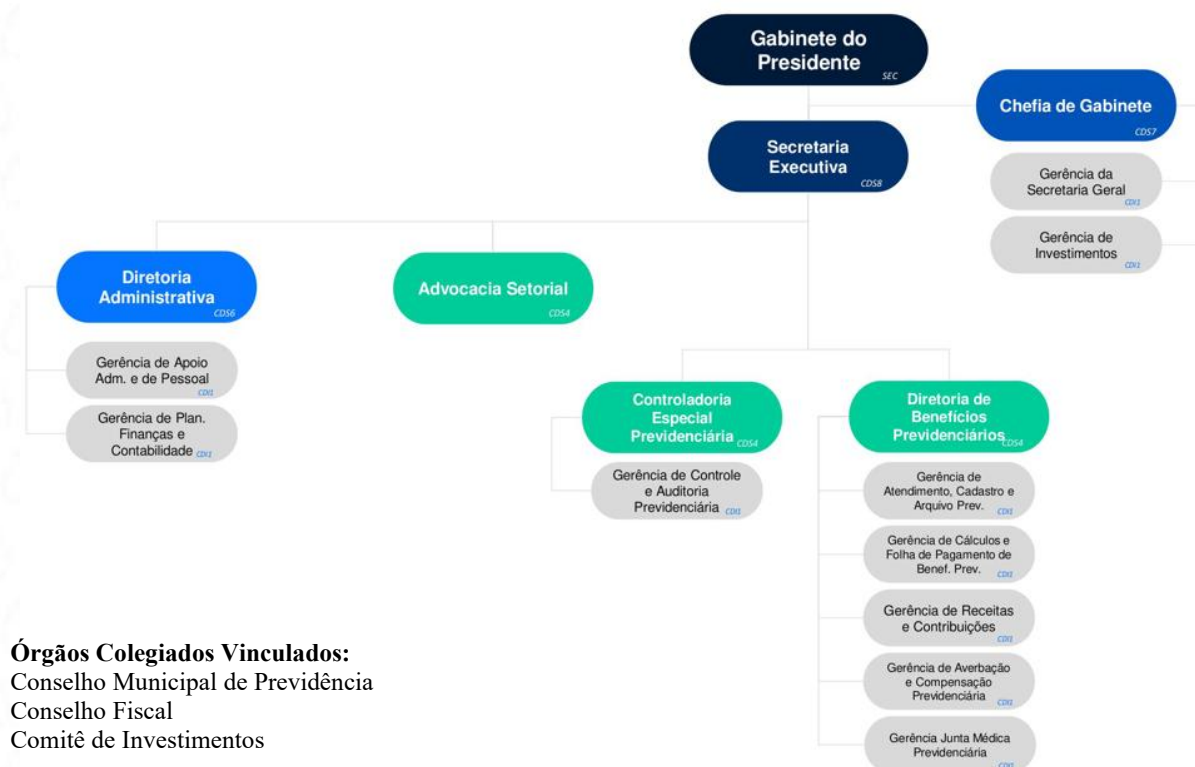 Gabinete do
Presidente
SEC
Chefia de Gabinete
CDS7
Secretaria
Executiva
CDS8
Gerência da
Secretaria Geral
CDI1
Gerência de
Investimentos
CDI1
Diretoria
Administrativa
CDS6
Advocacia Setorial
CDS4
Gerência de Apoio
Adm. e de Pessoal
CDI1
Gerência de Plan.
Finanças e
Contabilidade CDI1
Controladoria
Especial
Previdenciária CDS4
Gerência de Controle
e Auditoria
Previdenciária CDI1
Diretoria de
Benefícios
Previdenciários CDS4
Gerência de
Atendimento, Cadastro e
Arquivo Prev. CDI1
Gerência de Cálculos e
Folha de Pagamento de
Benef. Prev. CDI1
Gerência de Receitas
e Contribuições
CDI1
Gerência de Averbação
e Compensação
Previdenciária CDI1
Gerência Junta Médica
Previdenciária
CDI1
Órgãos Colegiados Vinculados:
Conselho Municipal de Previdência
Conselho Fiscal
Comitê de Investimentos